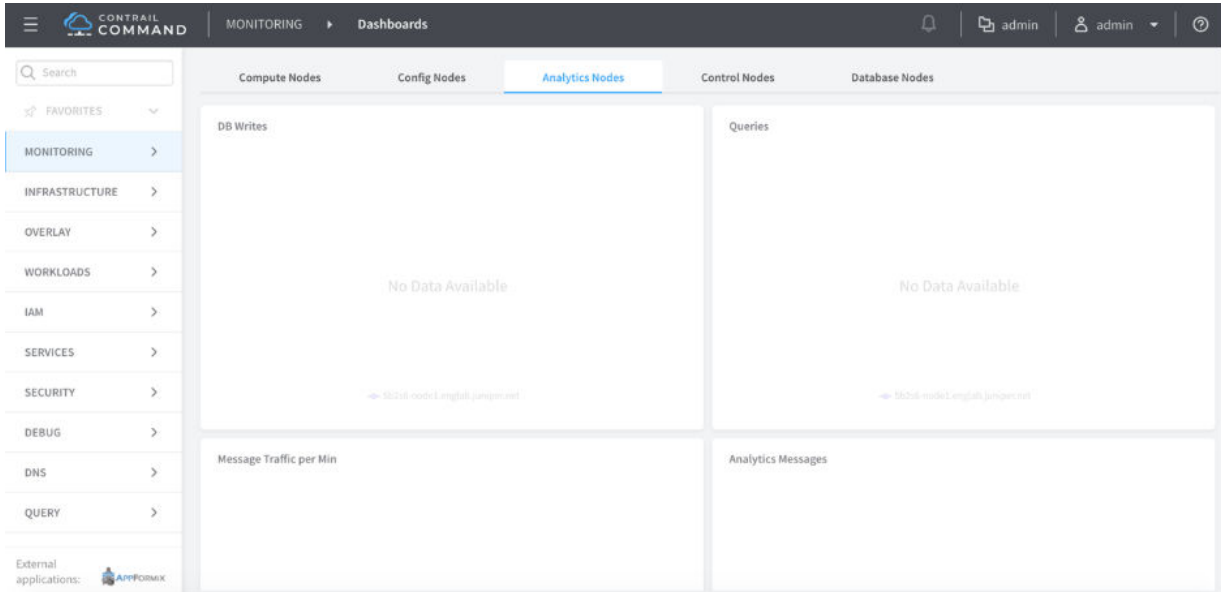 CONTRAIL
COMMAND
MONITORING
Dashboards
admin
admin
Search
FAVORITES
MONITORING
INFRASTRUCTURE
OVERLAY
WORKLOADS
IAM
SERVICES
SECURITY
DEBUG
DNS
QUERY
External
applications:
APPFORMIX
Compute Nodes
Config Nodes
Analytics Nodes
Control Nodes
Database Nodes
DB Writes
No Data Available
Queries
No Data Available
Message Traffic per Min
Analytics Messages